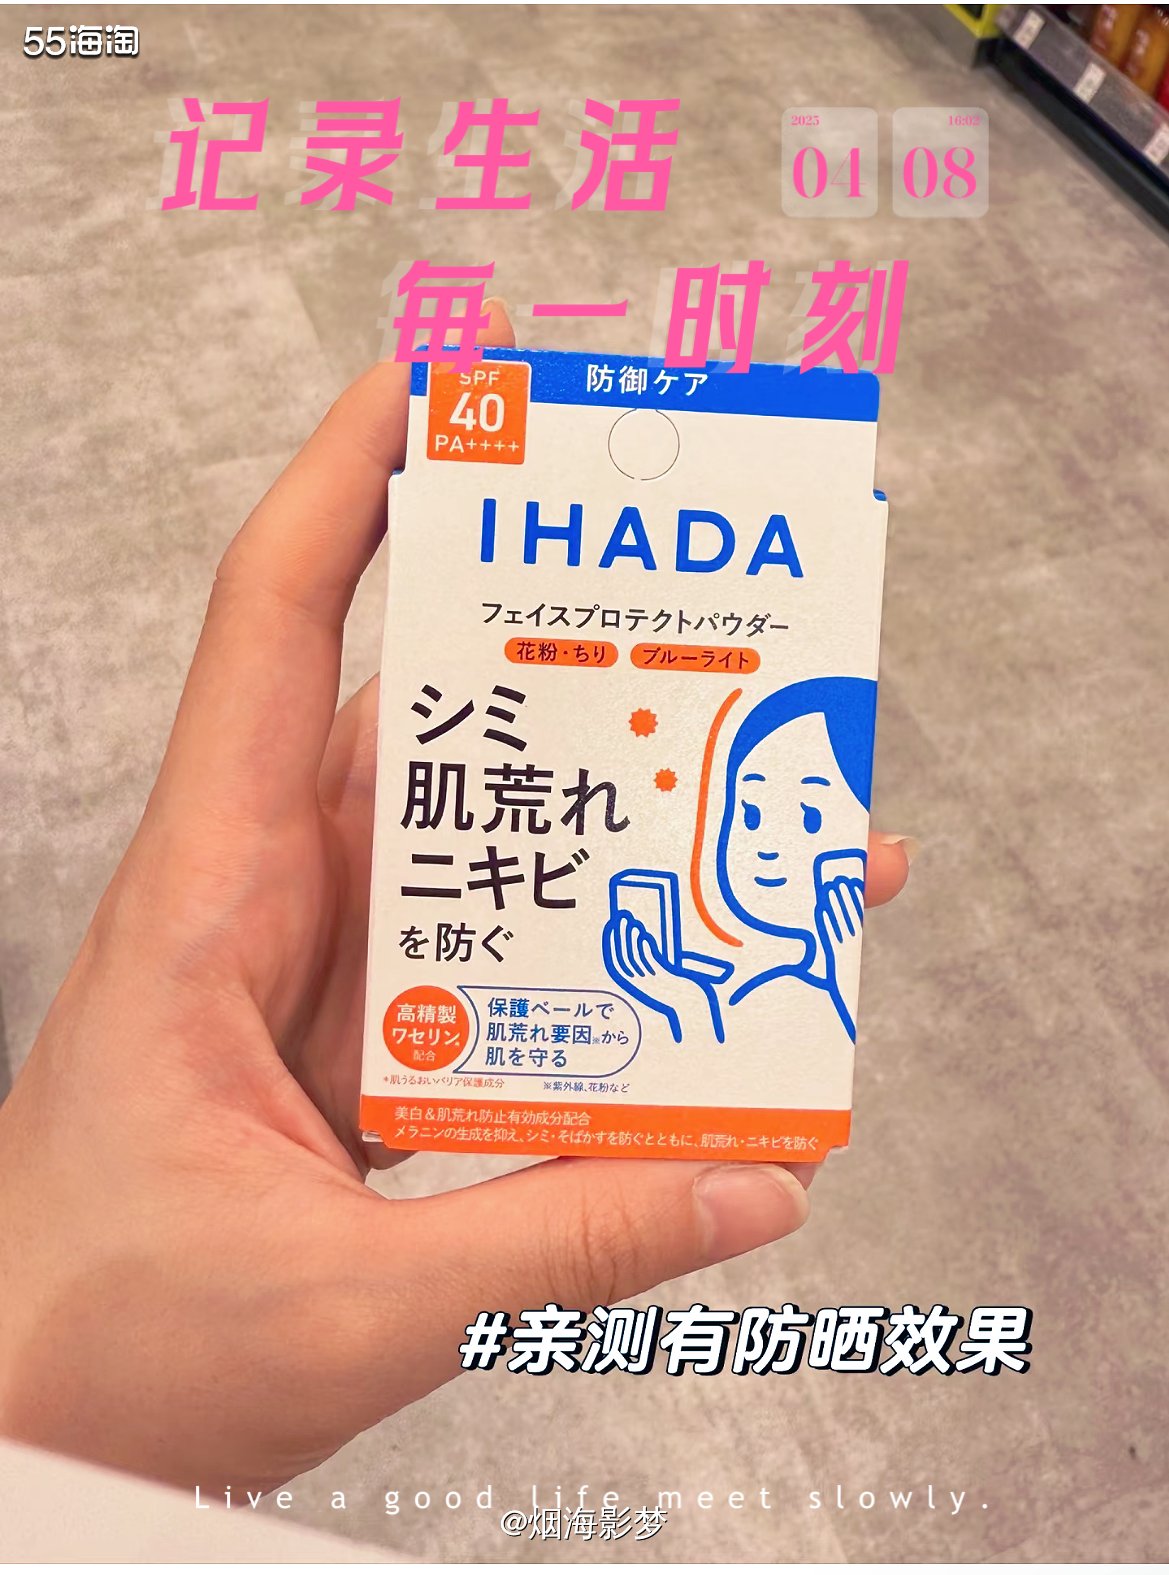 55海淘
记录生活
2025 16:02
04 08
每一时刻
SPF
40
PA++++
防御ケア
IHADA
フェイスプロテクトパウダー
花粉・ちり ブルーライト
シミ
肌荒れ
ニキビ
を防ぐ
高精製
ワセリン*
配合
保護ベールで
肌荒れ要因※から
肌を守る
*肌うるおいバリア保護成分
※紫外線、花粉など
美白&肌荒れ防止有効成分配合
メラニンの生成を抑え、シミ・そばかすを防ぐとともに、肌荒れ・ニキビを防ぐ
#亲测有防晒效果
Live a good life meet slowly.
@烟海影梦